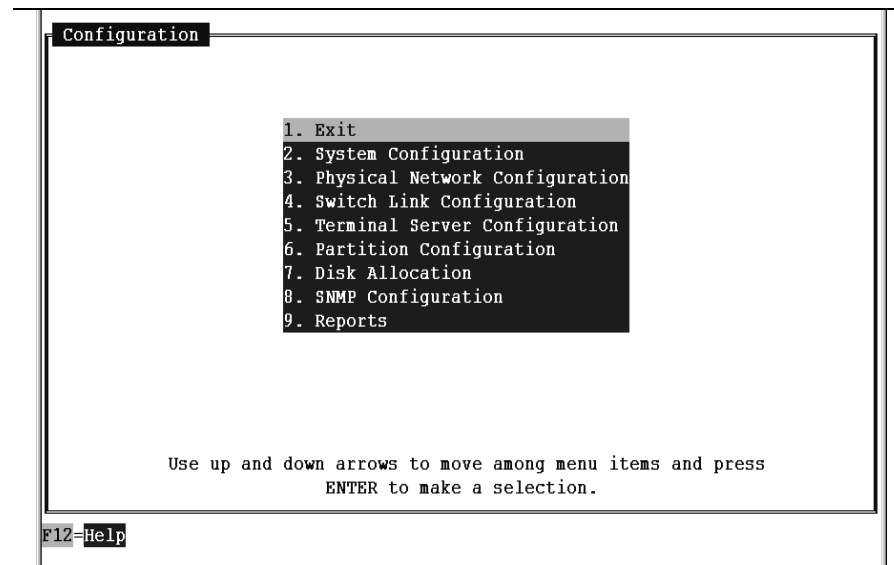 Configuration
1. Exit
2. System Configuration
3. Physical Network Configuration
4. Switch Link Configuration
5. Terminal Server Configuration
6. Partition Configuration
7. Disk Allocation
8. SNMP Configuration
9. Reports
Use up and down arrows to move among menu items and press
ENTER to make a selection.
F12=Help